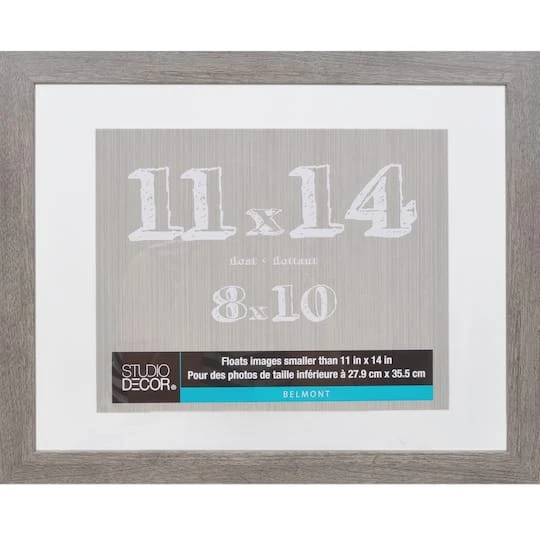 11x14
float • flottant
8x10
STUDIO
DECOR®
Floats images smaller than 11 in x 14 in
Pour des photos de taille inférieure à 27.9 cm x 35.5 cm
BELMONT